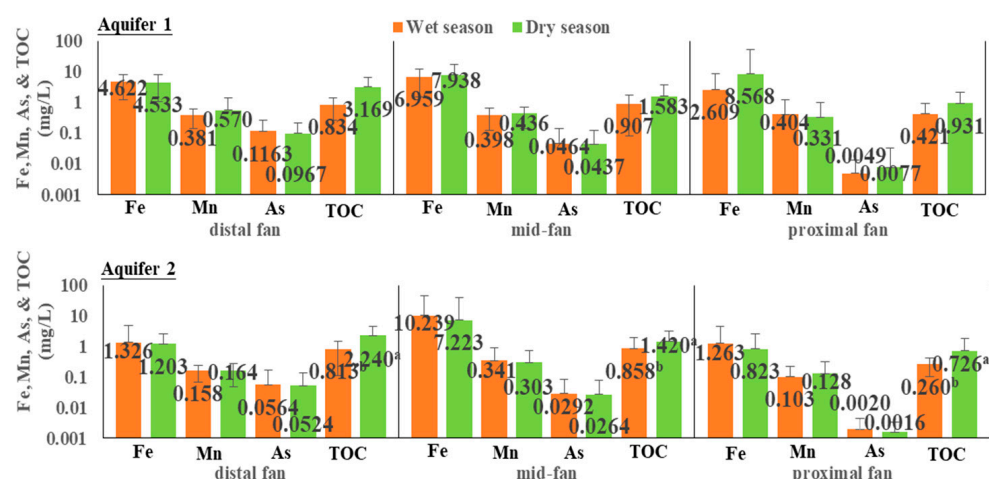 Aquifer 1
Wet season Dry season
Fe, Mn, As, & TOC
(mg/L)
100
10
1
0.1
0.01
0.001
4.622 4.533 0.381 0.570 0.1163 0.0967 0.834 3.169
6.959 7.938 0.398 0.436 0.0464 0.0437 0.907 1.583
2.609 8.568 0.404 0.331 0.0049 0.0077 0.421 0.931
Fe Mn As TOC Fe Mn As TOC Fe Mn As TOC
distal fan mid-fan proximal fan
Aquifer 2
Fe, Mn, As, & TOC
(mg/L)
100
10
1
0.1
0.01
0.001
1.326 1.203 0.158 0.164 0.0564 0.0524 0.813ᵇ 2.240ᵃ
10.239 7.223 0.341 0.303 0.0292 0.0264 0.858ᵇ 1.420ᵃ
1.263 0.823 0.103 0.128 0.0020 0.0016 0.260ᵇ 0.726ᵃ
Fe Mn As TOC Fe Mn As TOC Fe Mn As TOC
distal fan mid-fan proximal fan